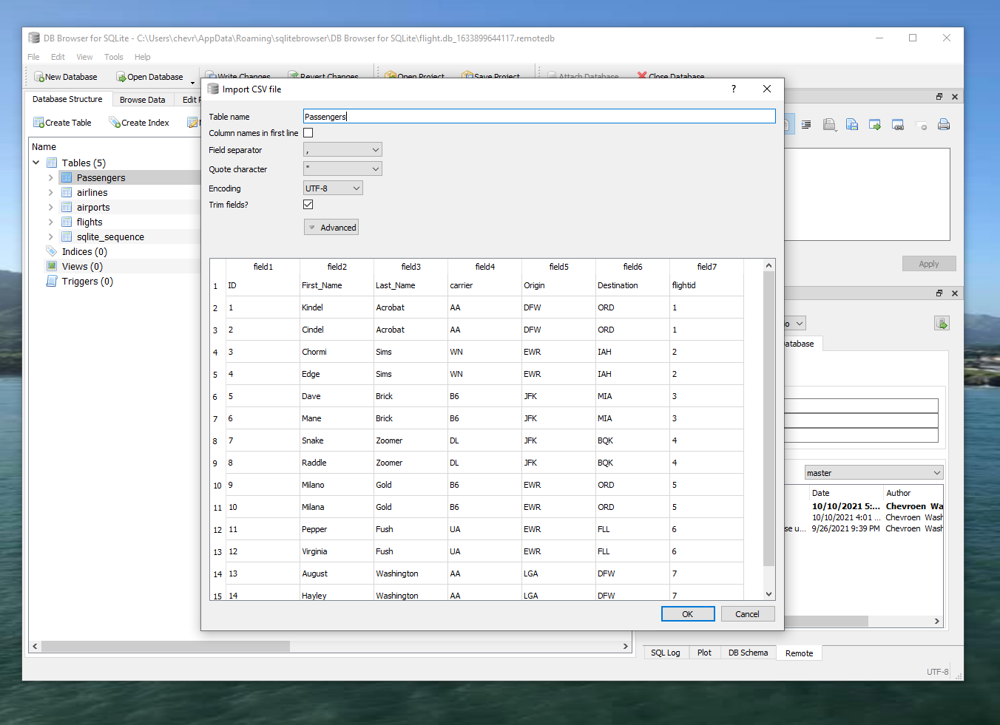 DB Browser for SQLite - C:\Users\chevr\AppData\Roaming\sqlitebrowser\DB Browser for SQLite\flight.db_1633899644117.remotedb
File Edit View Tools Help
New Database Open Database Write Changes Revert Changes Open Project Save Project Attach Database Close Database
Import CSV file ?
Database Structure Browse Data Edit
Create Table Create Index
Name
Tables (5)
Passengers
airlines
airports
flights
sqlite_sequence
Indices (0)
Views (0)
Triggers (0)
Table name Passengers
Column names in first line
Field separator ,
Quote character "
Encoding UTF-8
Trim fields?
Advanced
field1 field2 field3 field4 field5 field6 field7
1 ID First_Name Last_Name carrier Origin Destination flightid
2 1 Kindel Acrobat AA DFW ORD 1
3 2 Cindel Acrobat AA DFW ORD 1
4 3 Chormi Sims WN EWR IAH 2
5 4 Edge Sims WN EWR IAH 2
6 5 Dave Brick B6 JFK MIA 3
7 6 Mane Brick B6 JFK MIA 3
8 7 Snake Zoomer DL JFK BQK 4
9 8 Raddle Zoomer DL JFK BQK 4
10 9 Milano Gold B6 EWR ORD 5
11 10 Milana Gold B6 EWR ORD 5
12 11 Pepper Fush UA EWR FLL 6
13 12 Virginia Fush UA EWR FLL 6
14 13 August Washington AA LGA DFW 7
15 14 Hayley Washington AA LGA DFW 7
OK Cancel
Apply
o
atabase
master
Date Author
10/10/2021 5:... Chevroen Wa
10/10/2021 4:01 ... Chevroen Wash
se u... 9/26/2021 9:39 PM Chevroen Wash
SQL Log Plot DB Schema Remote
UTF-8